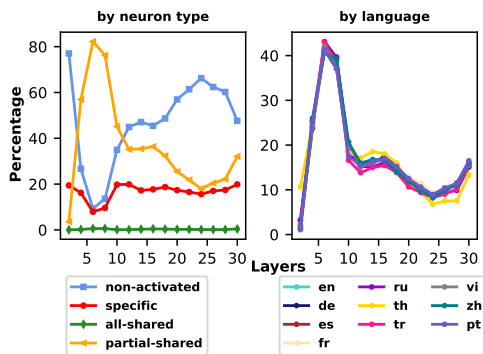 by neuron type
by language
Percentage
80
60
40
20
0
5 10 15 20 25 30
40
30
20
10
0
5 10 15 20 25 30
Layers
non-activated
specific
all-shared
partial-shared
en ru vi
de th zh
es tr pt
fr